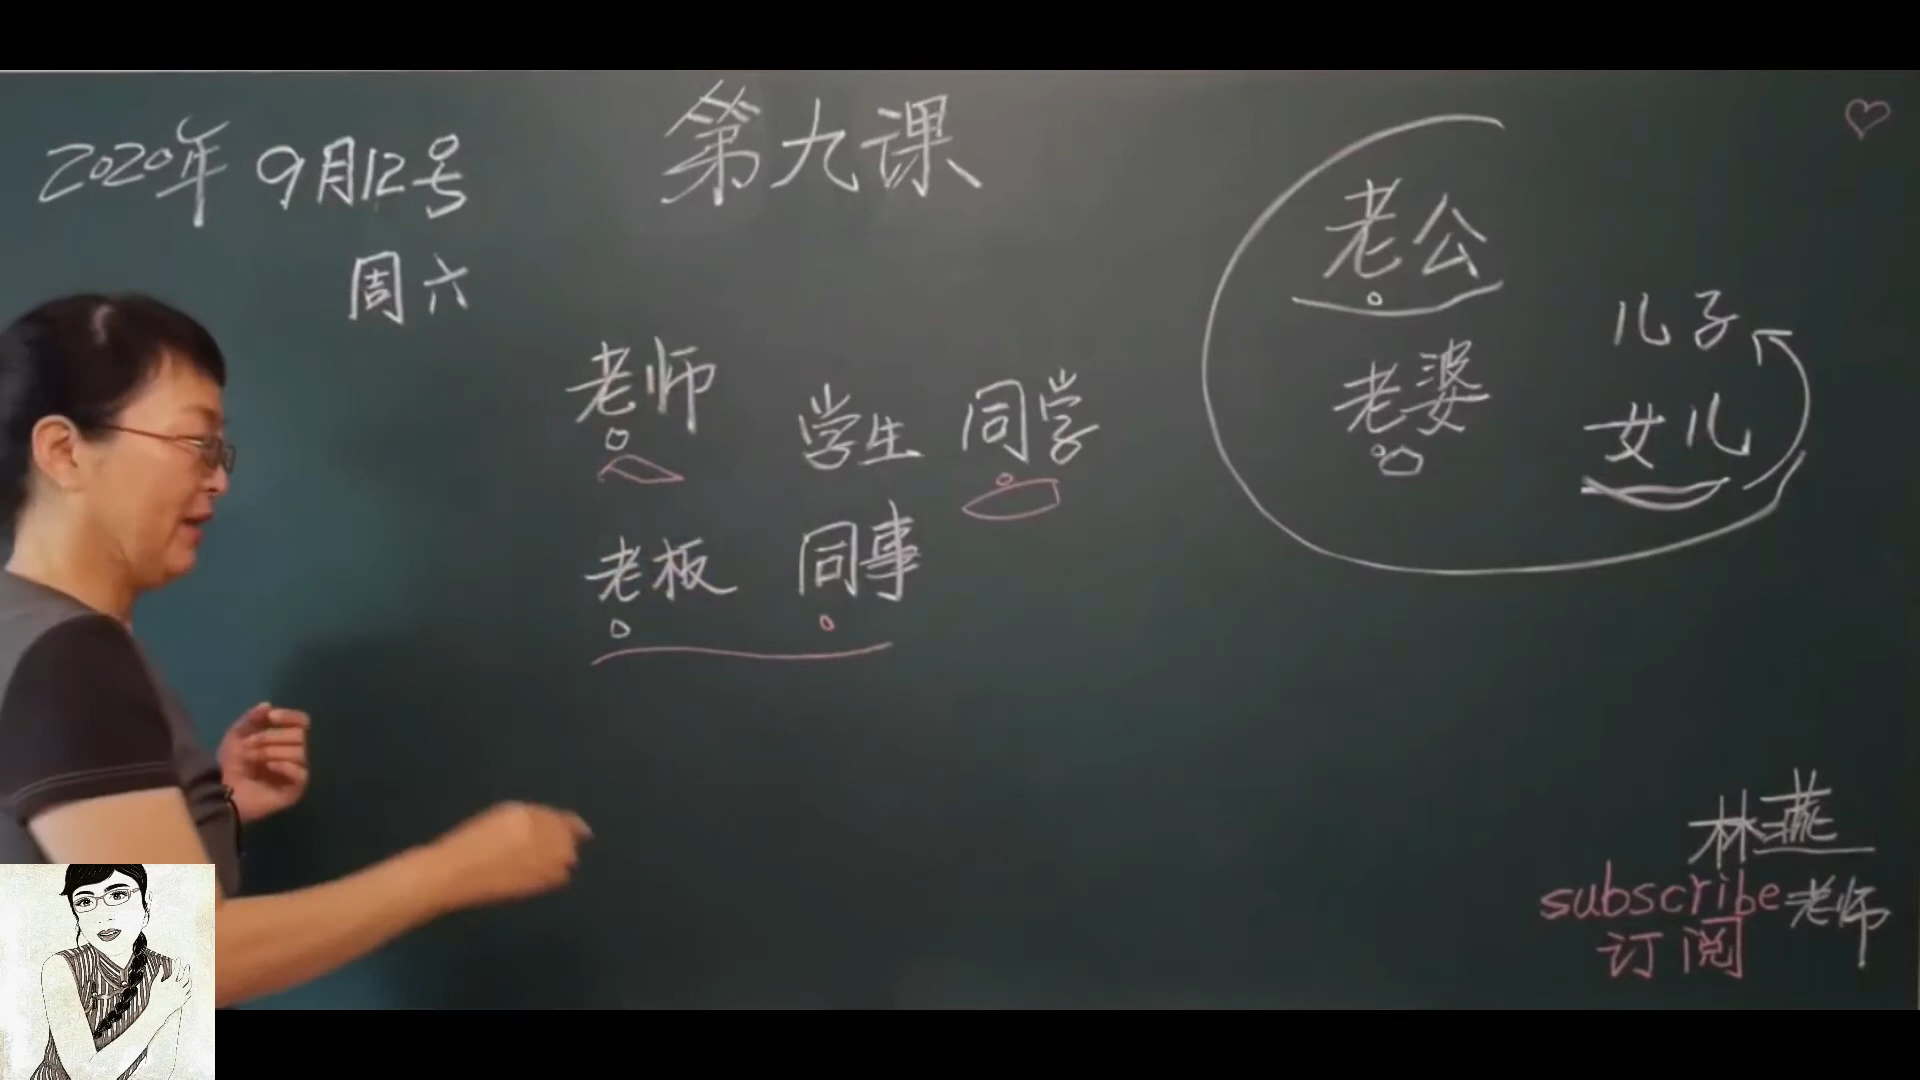 第九课
2020年 9月12号
周六
老师 学生 同学
老板 同事
老公
老婆
儿子
女儿
林燕
老师
subscribe
订阅